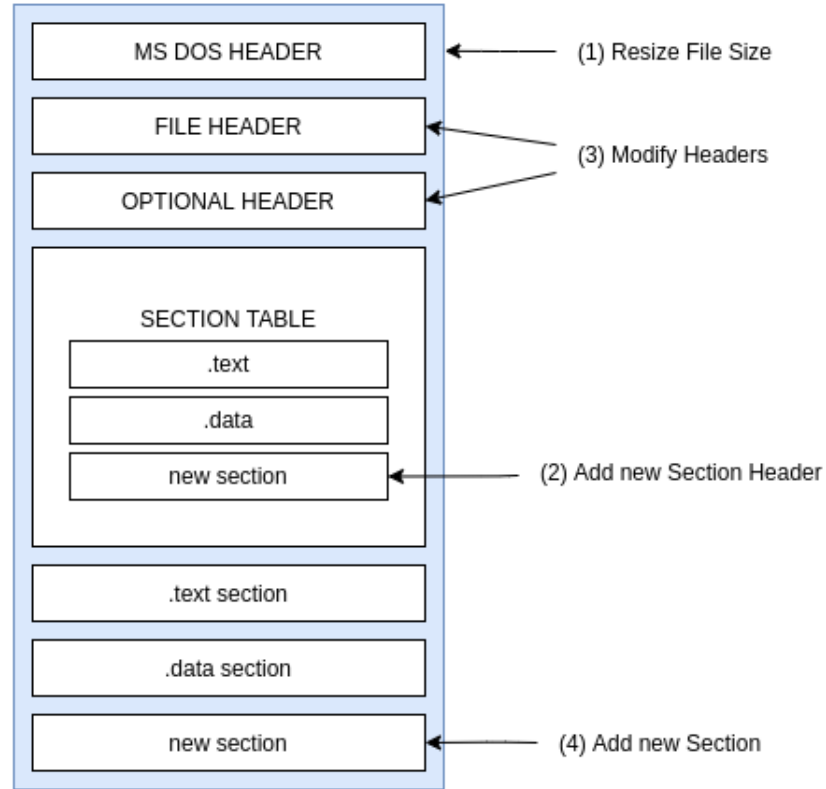 MS DOS HEADER
(1) Resize File Size
FILE HEADER
(3) Modify Headers
OPTIONAL HEADER
SECTION TABLE
.text
.data
new section
(2) Add new Section Header
.text section
.data section
new section
(4) Add new Section